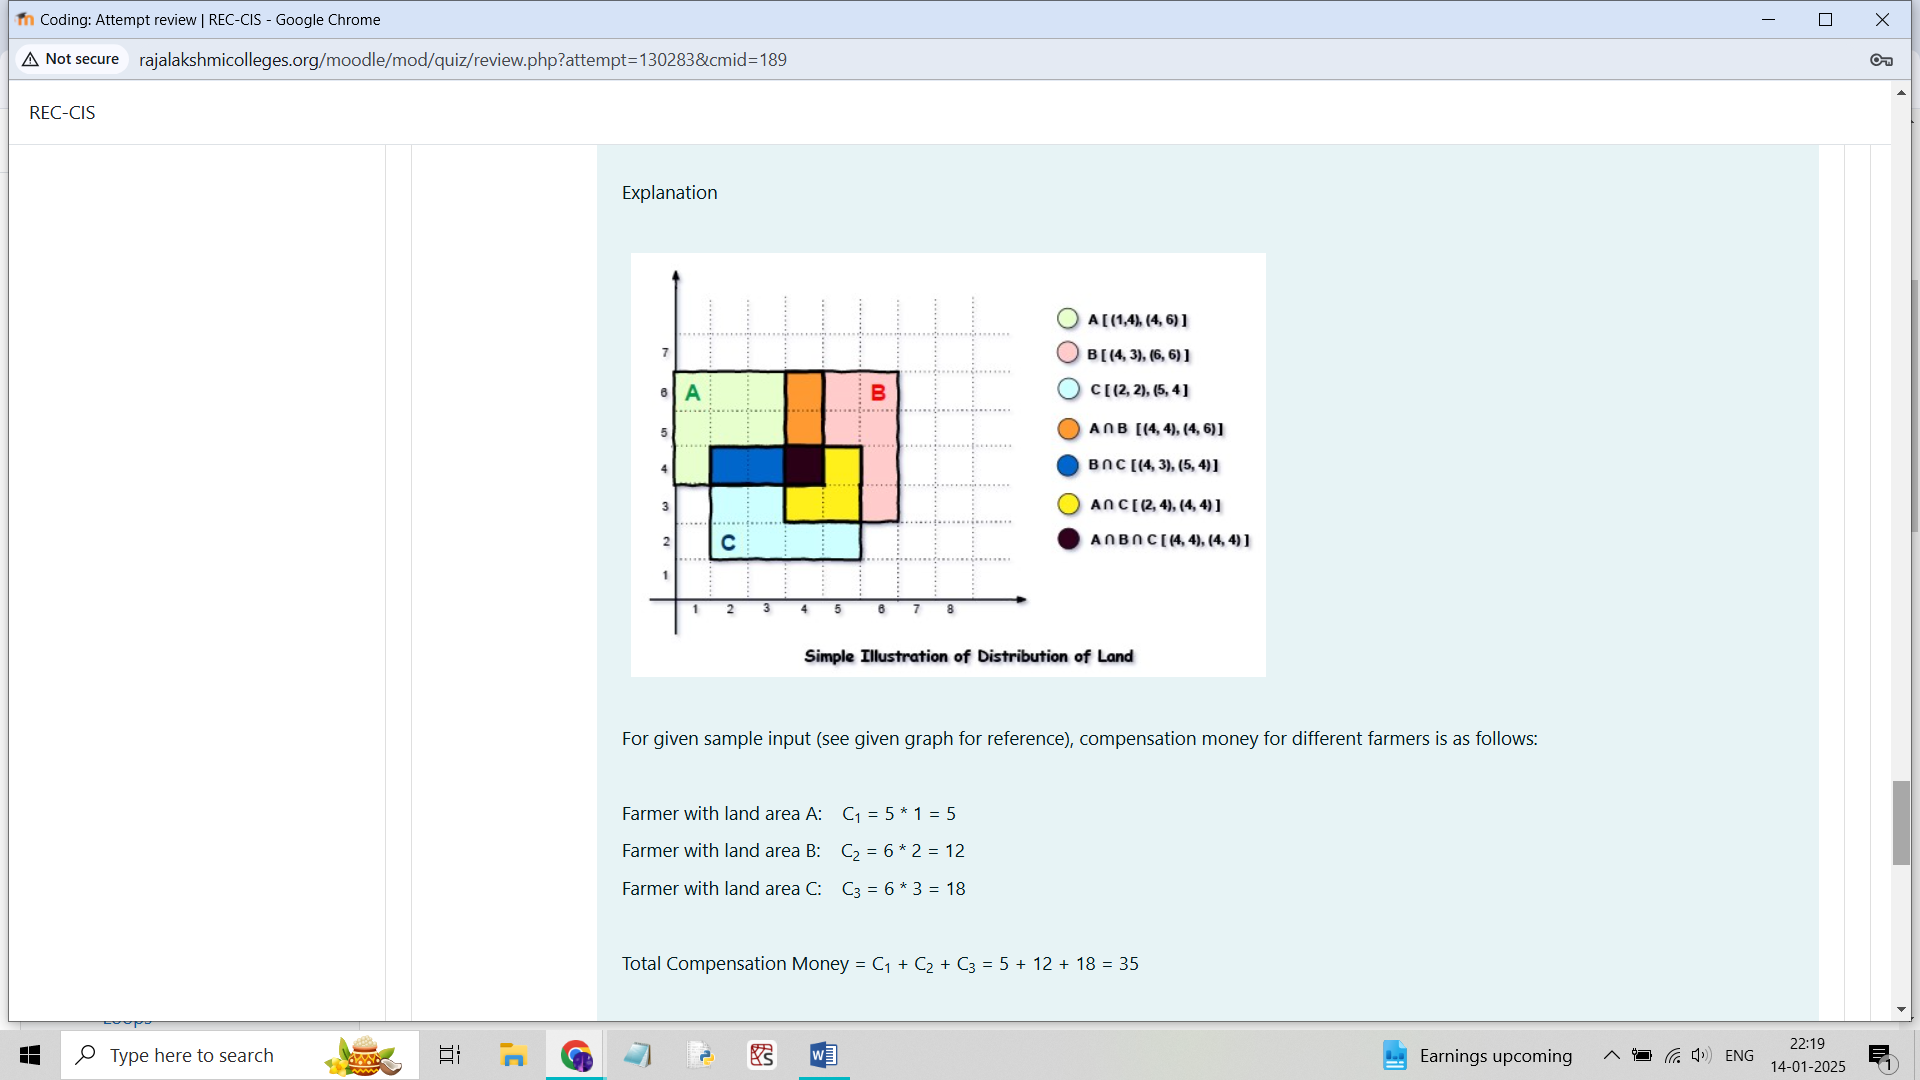 Coding: Attempt review | REC-CIS - Google Chrome
Not secure rajalakshmicolleges.org/moodle/mod/quiz/review.php?attempt=130283&cmid=189
REC-CIS
Explanation
A [ (1,4), (4, 6) ]
B [ (4, 3), (6, 6) ]
C [ (2, 2), (5, 4 ]
A ∩ B [(4, 4), (4, 6)]
B ∩ C [(4, 3), (5, 4)]
A ∩ C [ (2, 4), (4, 4) ]
A ∩ B ∩ C [ (4, 4), (4, 4) ]
7
6 A B
5
4
3
2 C
1
1 2 3 4 5 6 7 8
Simple Illustration of Distribution of Land
For given sample input (see given graph for reference), compensation money for different farmers is as follows:
Farmer with land area A: C₁ = 5 * 1 = 5
Farmer with land area B: C₂ = 6 * 2 = 12
Farmer with land area C: C₃ = 6 * 3 = 18
Total Compensation Money = C₁ + C₂ + C₃ = 5 + 12 + 18 = 35
Loops
Type here to search
Earnings upcoming
ENG
22:19
14-01-2025
1